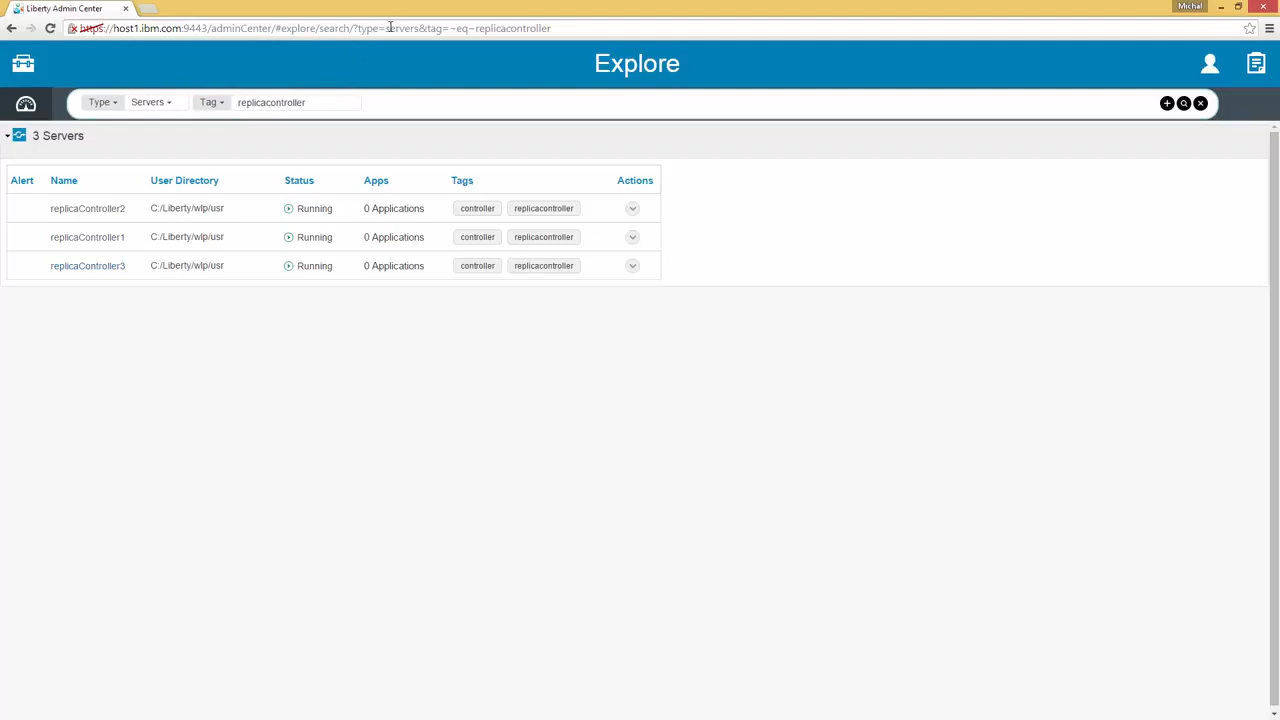 Liberty Admin Center
Michal
https://host1.ibm.com:9443/adminCenter/#explore/search/?type=servers&tag=~eq~replicacontroller
Explore
Type Servers Tag replicacontroller
3 Servers
Alert Name User Directory Status Apps Tags Actions
replicaController2 C:/Liberty/wlp/usr Running 0 Applications controller replicacontroller
replicaController1 C:/Liberty/wlp/usr Running 0 Applications controller replicacontroller
replicaController3 C:/Liberty/wlp/usr Running 0 Applications controller replicacontroller